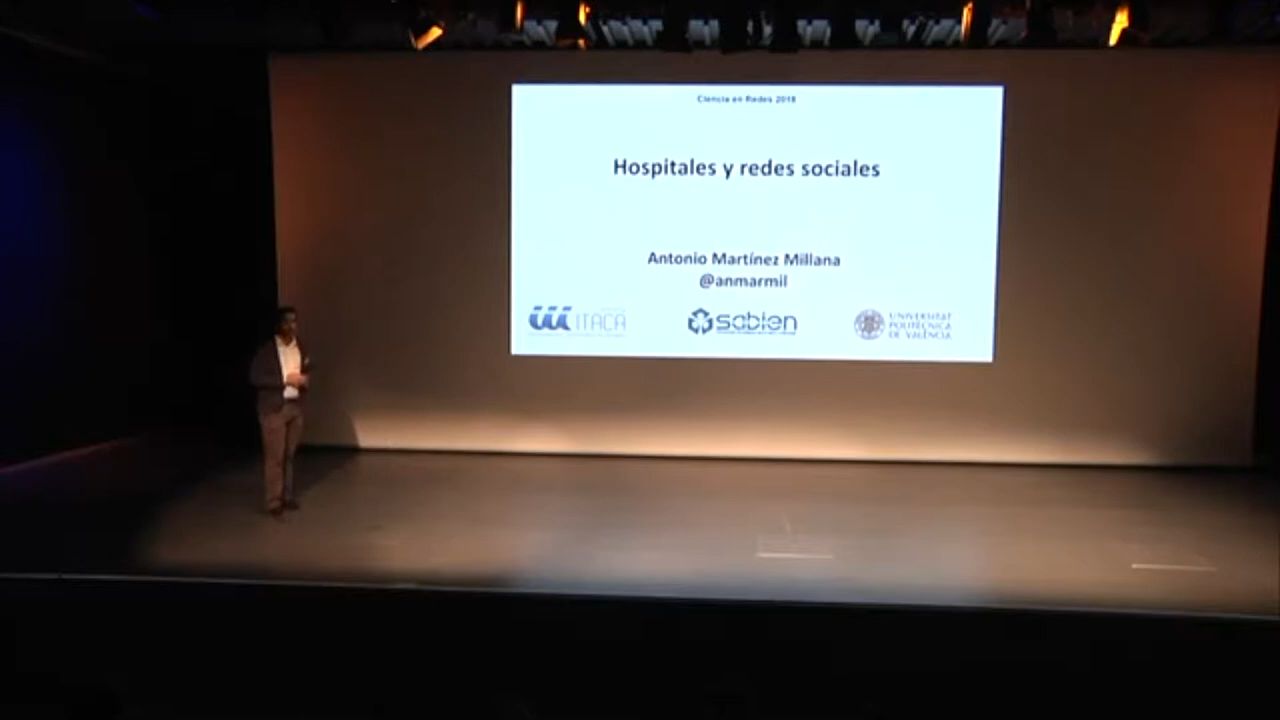 Ciencia en Redes 2018
Hospitales y redes sociales
Antonio Martínez Millana
@anmarmil
ITACA
sabien
UNIVERSITAT
POLITÈCNICA
DE VALÈNCIA